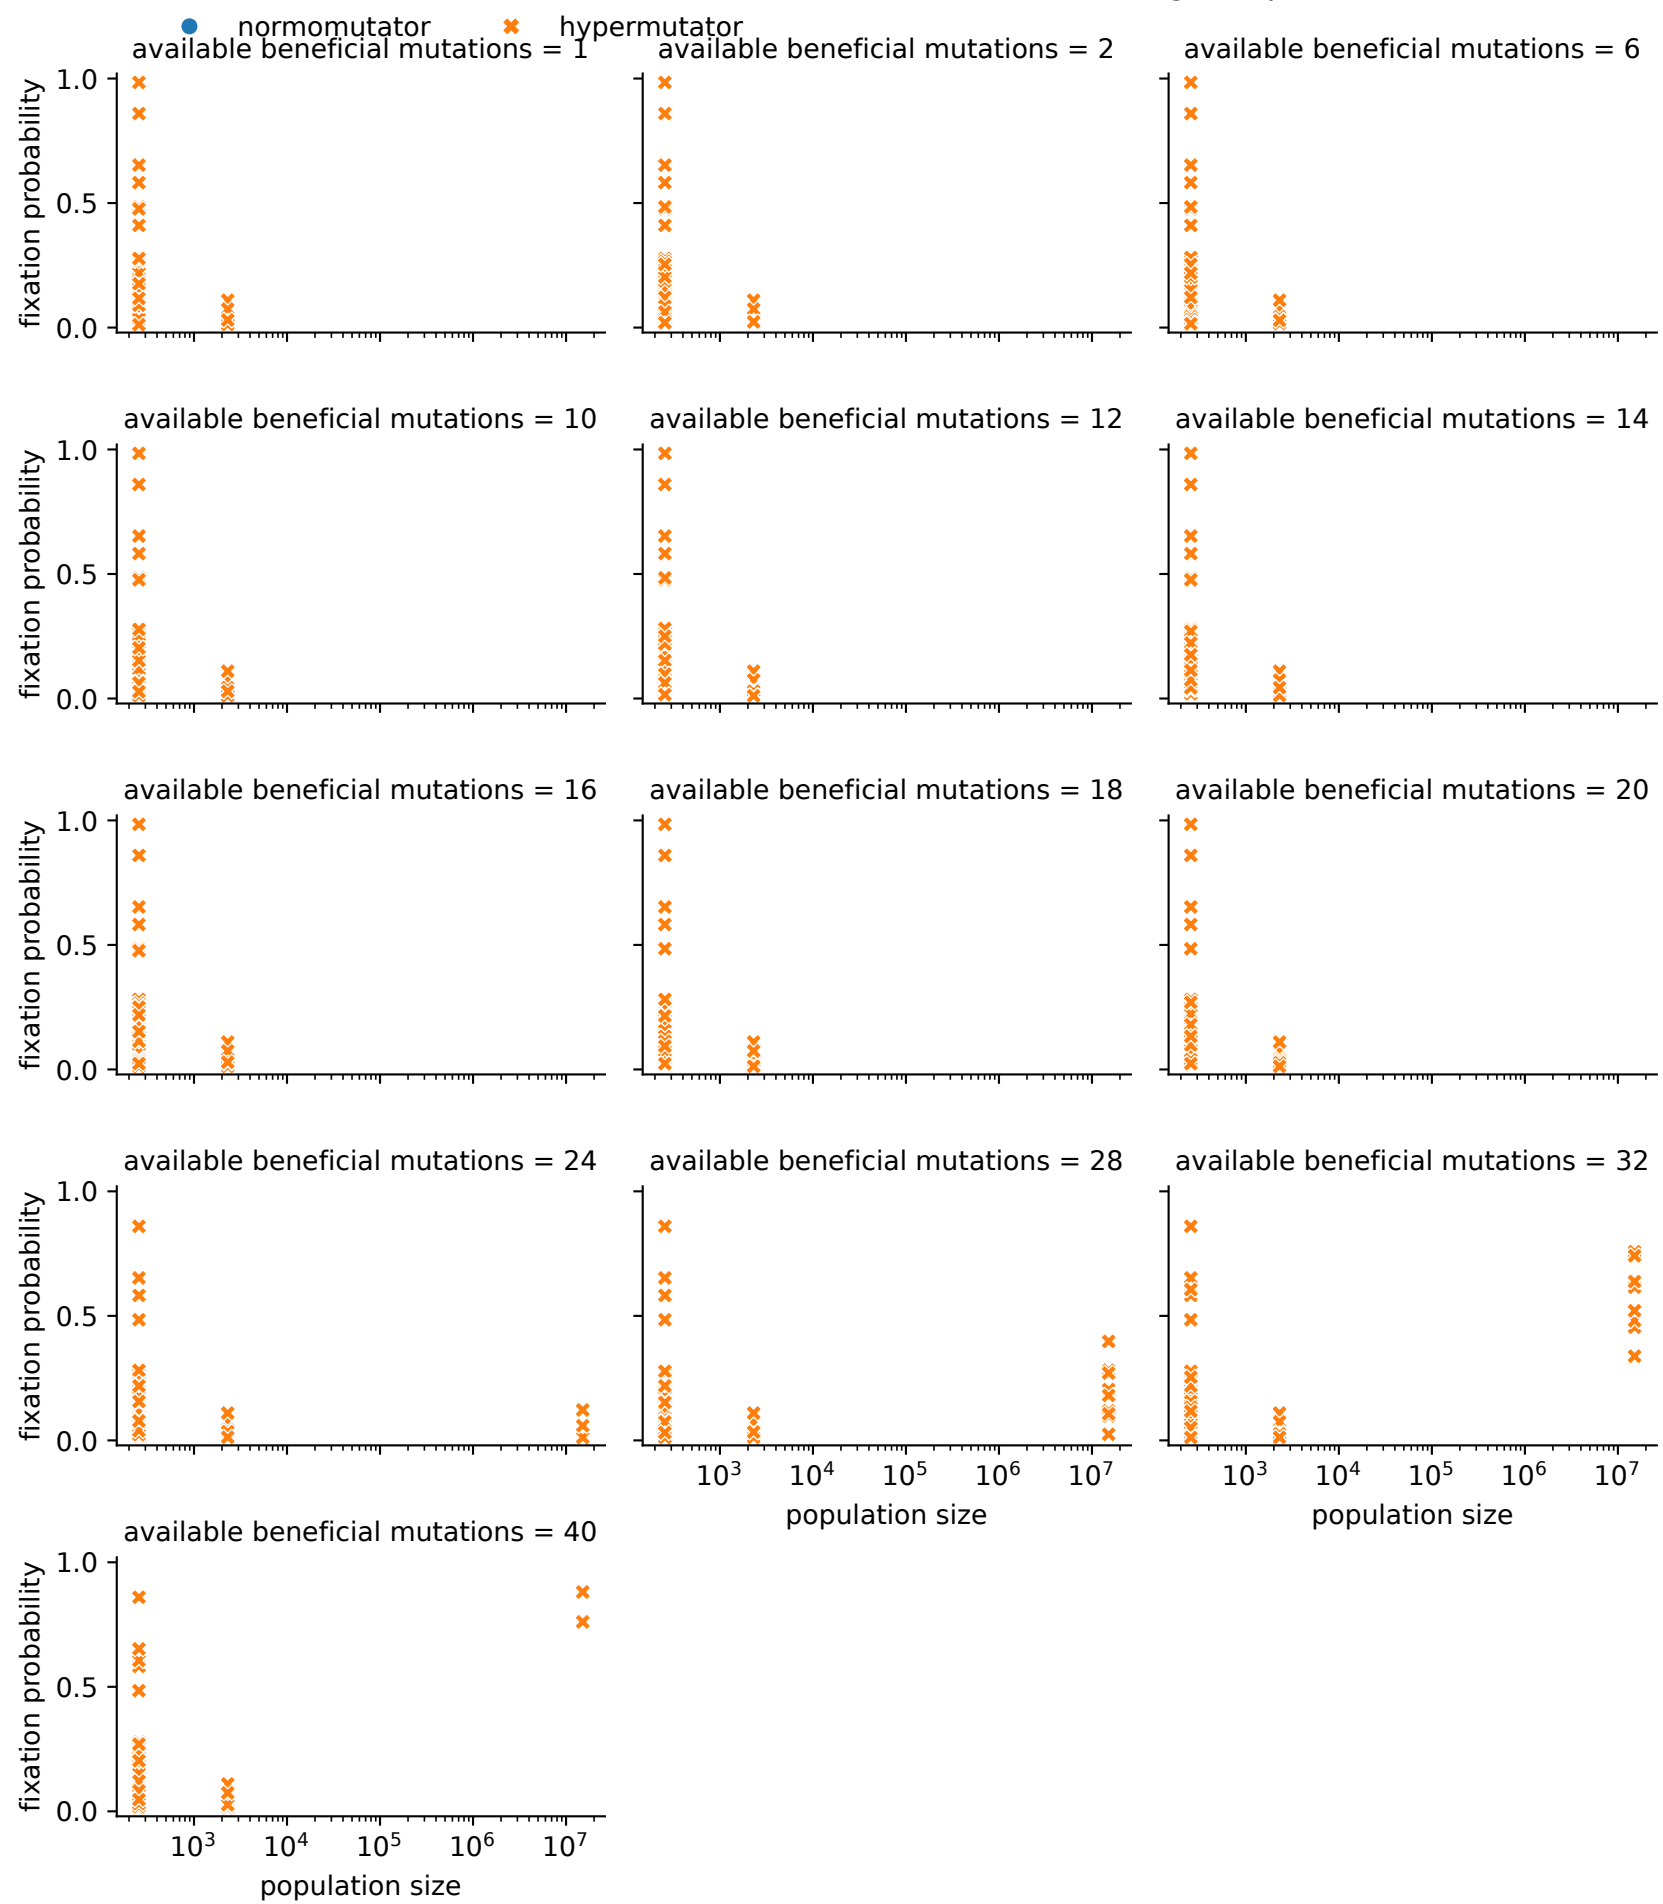 normomutator hypermutator
available beneficial mutations = 1 available beneficial mutations = 2 available beneficial mutations = 6
fixation probability
1.0
0.5
0.0
available beneficial mutations = 10 available beneficial mutations = 12 available beneficial mutations = 14
fixation probability
1.0
0.5
0.0
available beneficial mutations = 16 available beneficial mutations = 18 available beneficial mutations = 20
fixation probability
1.0
0.5
0.0
available beneficial mutations = 24 available beneficial mutations = 28 available beneficial mutations = 32
fixation probability
1.0
0.5
0.0
10³ 10⁴ 10⁵ 10⁶ 10⁷ 10³ 10⁴ 10⁵ 10⁶ 10⁷
population size population size
available beneficial mutations = 40
fixation probability
1.0
0.5
0.0
10³ 10⁴ 10⁵ 10⁶ 10⁷
population size